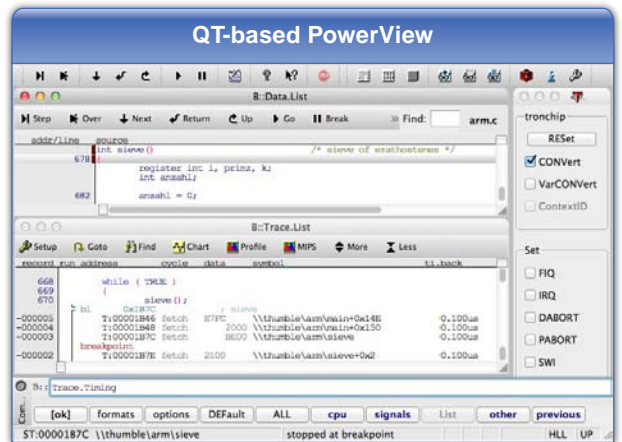 QT-based PowerView
B::Data.List
Step Over Next Return Up Go Break Find: arm.c
addr/line source
int sieve() /* sieve of erathostenes */
678 {
register int i, primz, k;
int anzahl;
682 anzahl = 0;
B::Trace.List
Setup Goto Find Chart Profile MIPS More Less
record run address cycle data symbol ti.back
668 while ( TRUE )
669 {
670 sieve();
bl 0x1B7C ; sieve
-000005 T:00001B46 fetch E7FC \\thumble\arm\main+0x14E 0.100us
-000004 T:00001B48 fetch 2000 \\thumble\arm\main+0x150 0.100us
-000003 T:00001B7C fetch BE00 \\thumble\arm\sieve 0.100us
breakpoint
-000002 T:00001B7E fetch 2100 \\thumble\arm\sieve+0x2 0.100us
tronchip
RESet
CONVert
VarCONVert
ContextID
Set
FIQ
IRQ
DABORT
PABORT
SWI
B:: Trace.Timing
Com...
[ok] formats options DEFault ALL cpu signals List other previous
ST:00001B7C \\thumble\arm\sieve stopped at breakpoint HLL UP